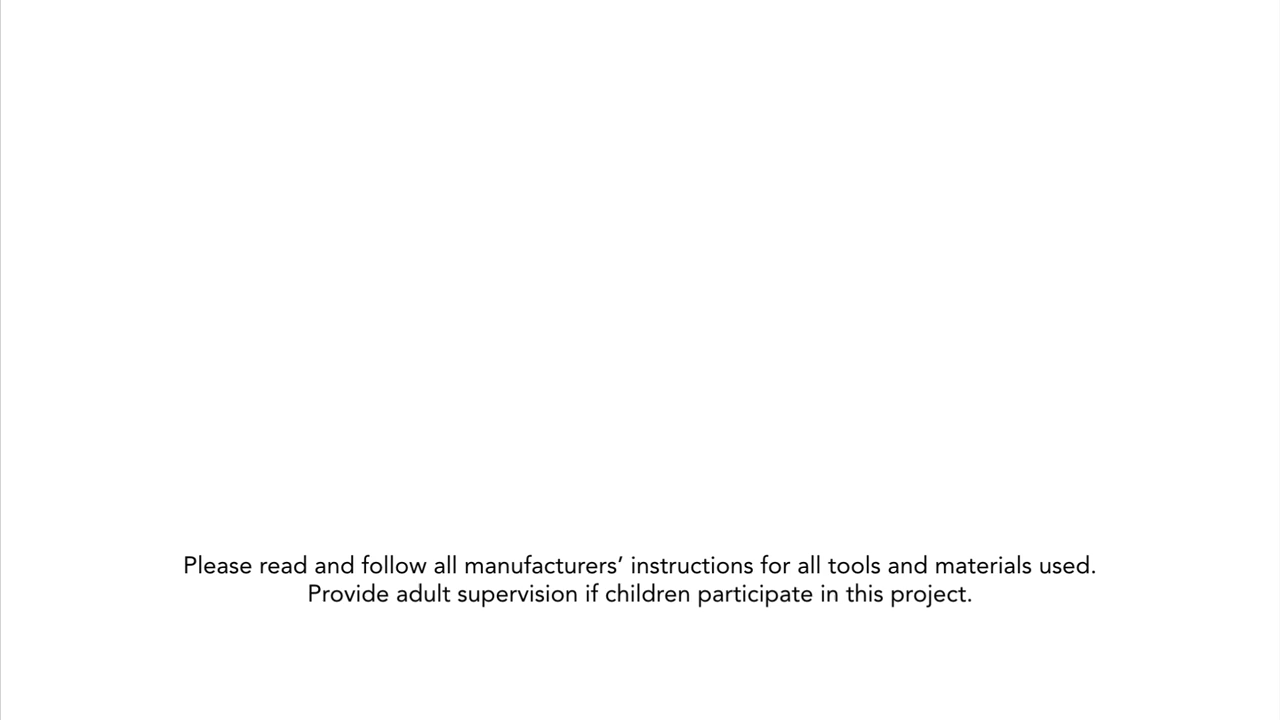 Please read and follow all manufacturers’ instructions for all tools and materials used.
Provide adult supervision if children participate in this project.